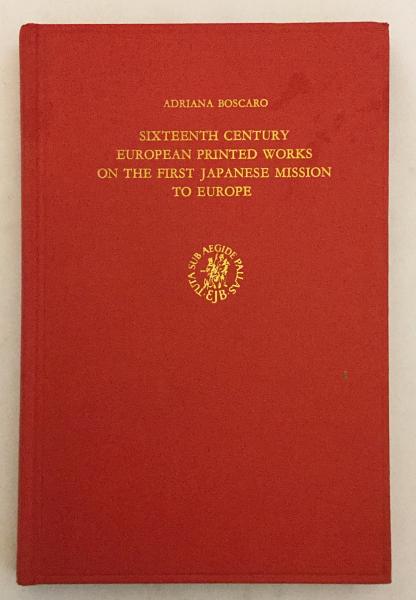 ADRIANA BOSCARO
SIXTEENTH CENTURY
EUROPEAN PRINTED WORKS
ON THE FIRST JAPANESE MISSION
TO EUROPE
TUTA SUB AEGIDE PALLAS
EJB